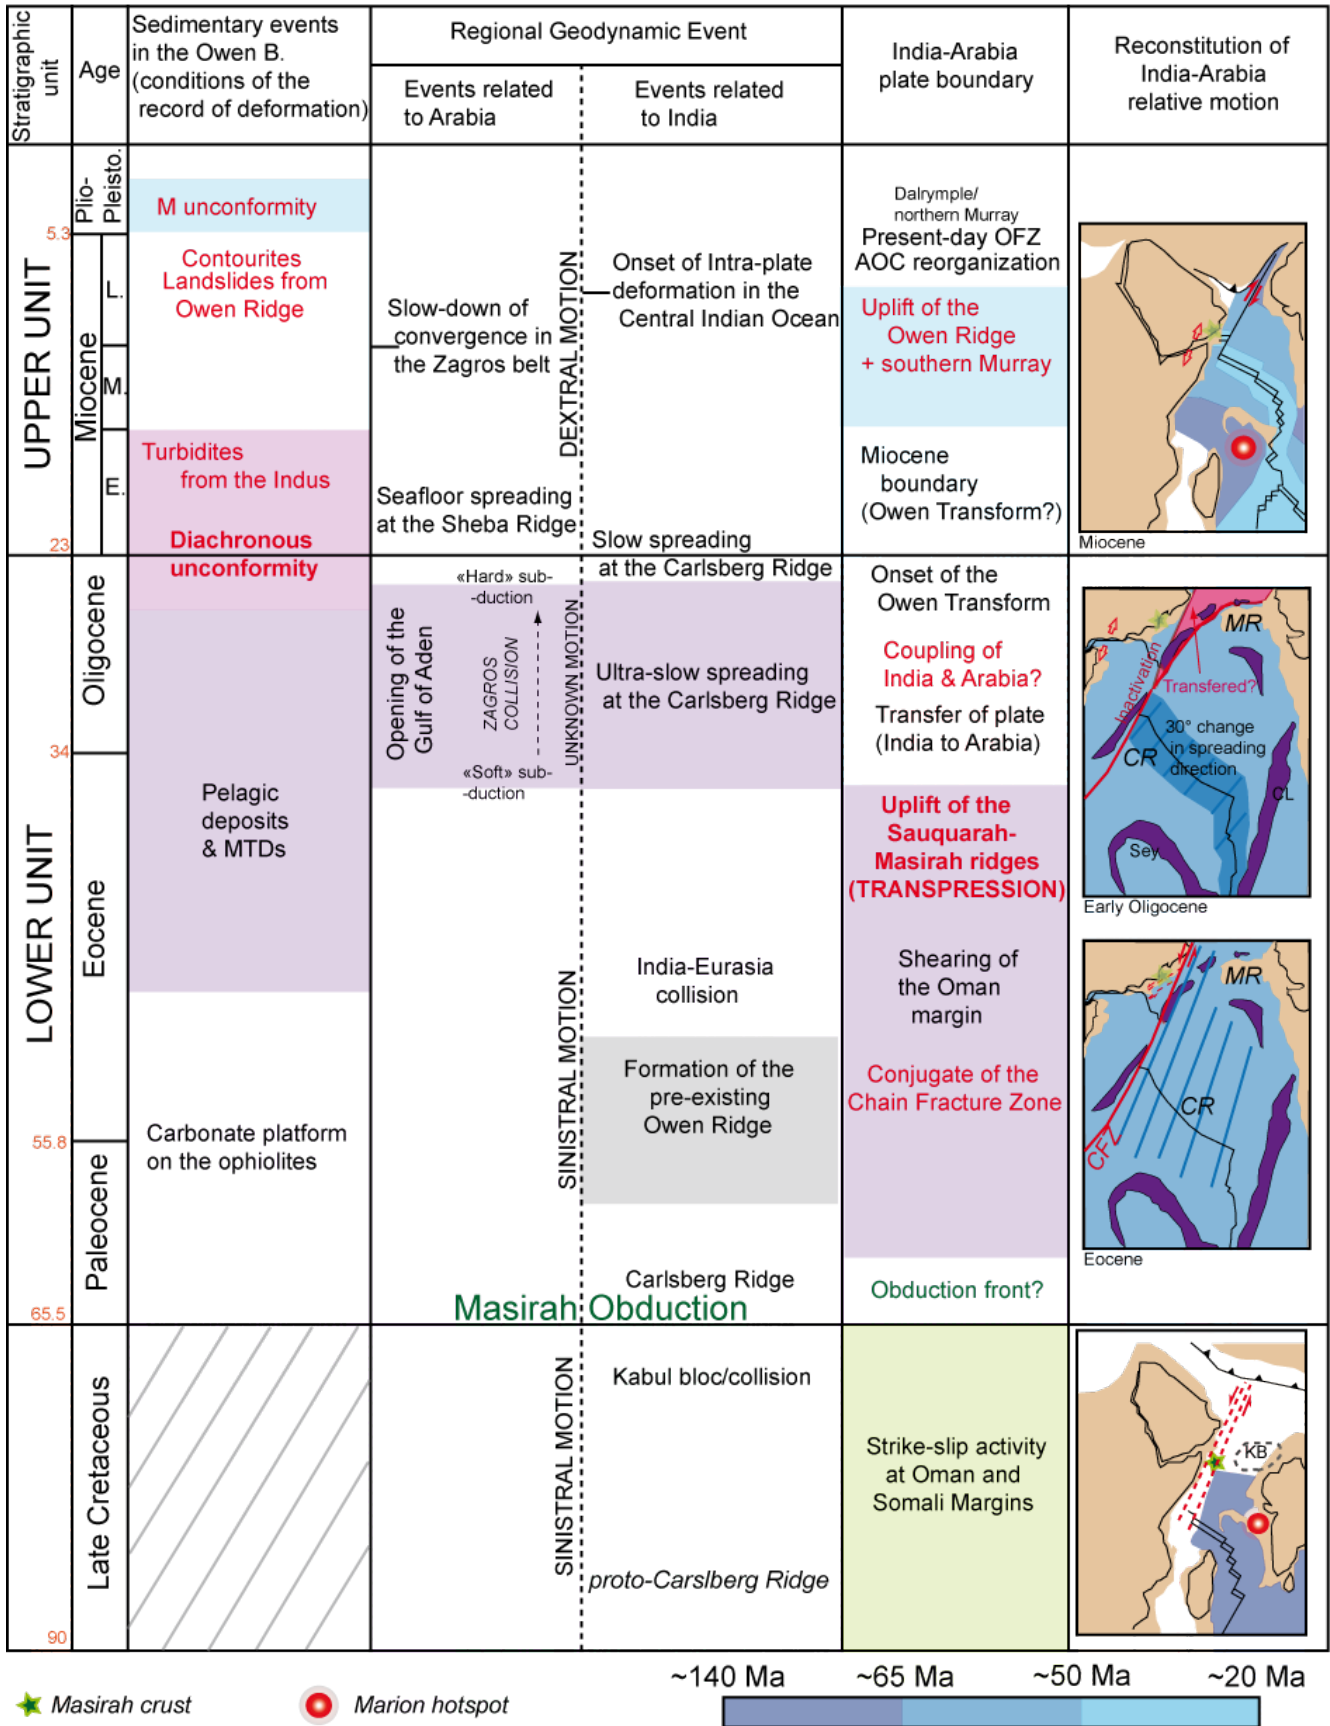 Stratigraphic
unit
Age
Sedimentary events
in the Owen B.
(conditions of the
record of deformation)
Regional Geodynamic Event
Events related
to Arabia
Events related
to India
India-Arabia
plate boundary
Reconstitution of
India-Arabia
relative motion
UPPER UNIT
Plio-
Pleisto.
5.3
Miocene
L.
M.
E.
23
M unconformity
Contourites
Landslides from
Owen Ridge
Turbidites
from the Indus
Diachronous
unconformity
Slow-down of
convergence in
the Zagros belt
Seafloor spreading
at the Sheba Ridge
DEXTRAL MOTION
Onset of Intra-plate
deformation in the
Central Indian Ocean
Slow spreading
at the Carlsberg Ridge
Dalrymple/
northern Murray
Present-day OFZ
AOC reorganization
Uplift of the
Owen Ridge
+ southern Murray
Miocene
boundary
(Owen Transform?)
Miocene
LOWER UNIT
Oligocene
34
Eocene
55.8
Paleocene
65.5
Pelagic
deposits
& MTDs
Carbonate platform
on the ophiolites
Opening of the
Gulf of Aden
«Hard» sub-
-duction
ZAGROS
COLLISION
«Soft» sub-
-duction
UNKNOWN MOTION
Ultra-slow spreading
at the Carlsberg Ridge
SINISTRAL MOTION
India-Eurasia
collision
Formation of the
pre-existing
Owen Ridge
Carlsberg Ridge
Masirah Obduction
Onset of the
Owen Transform
Coupling of
India & Arabia?
Transfer of plate
(India to Arabia)
Uplift of the
Sauquarah-
Masirah ridges
(TRANSPRESSION)
Shearing of
the Oman
margin
Conjugate of the
Chain Fracture Zone
Obduction front?
MR
Inactivation
Transfered?
30° change
in spreading
direction
CR
CL
Sey
Early Oligocene
MR
CR
CFZ
Eocene
Late Cretaceous
90
SINISTRAL MOTION
Kabul bloc/collision
proto-Carslberg Ridge
Strike-slip activity
at Oman and
Somali Margins
KB
Masirah crust
Marion hotspot
~140 Ma
~65 Ma
~50 Ma
~20 Ma